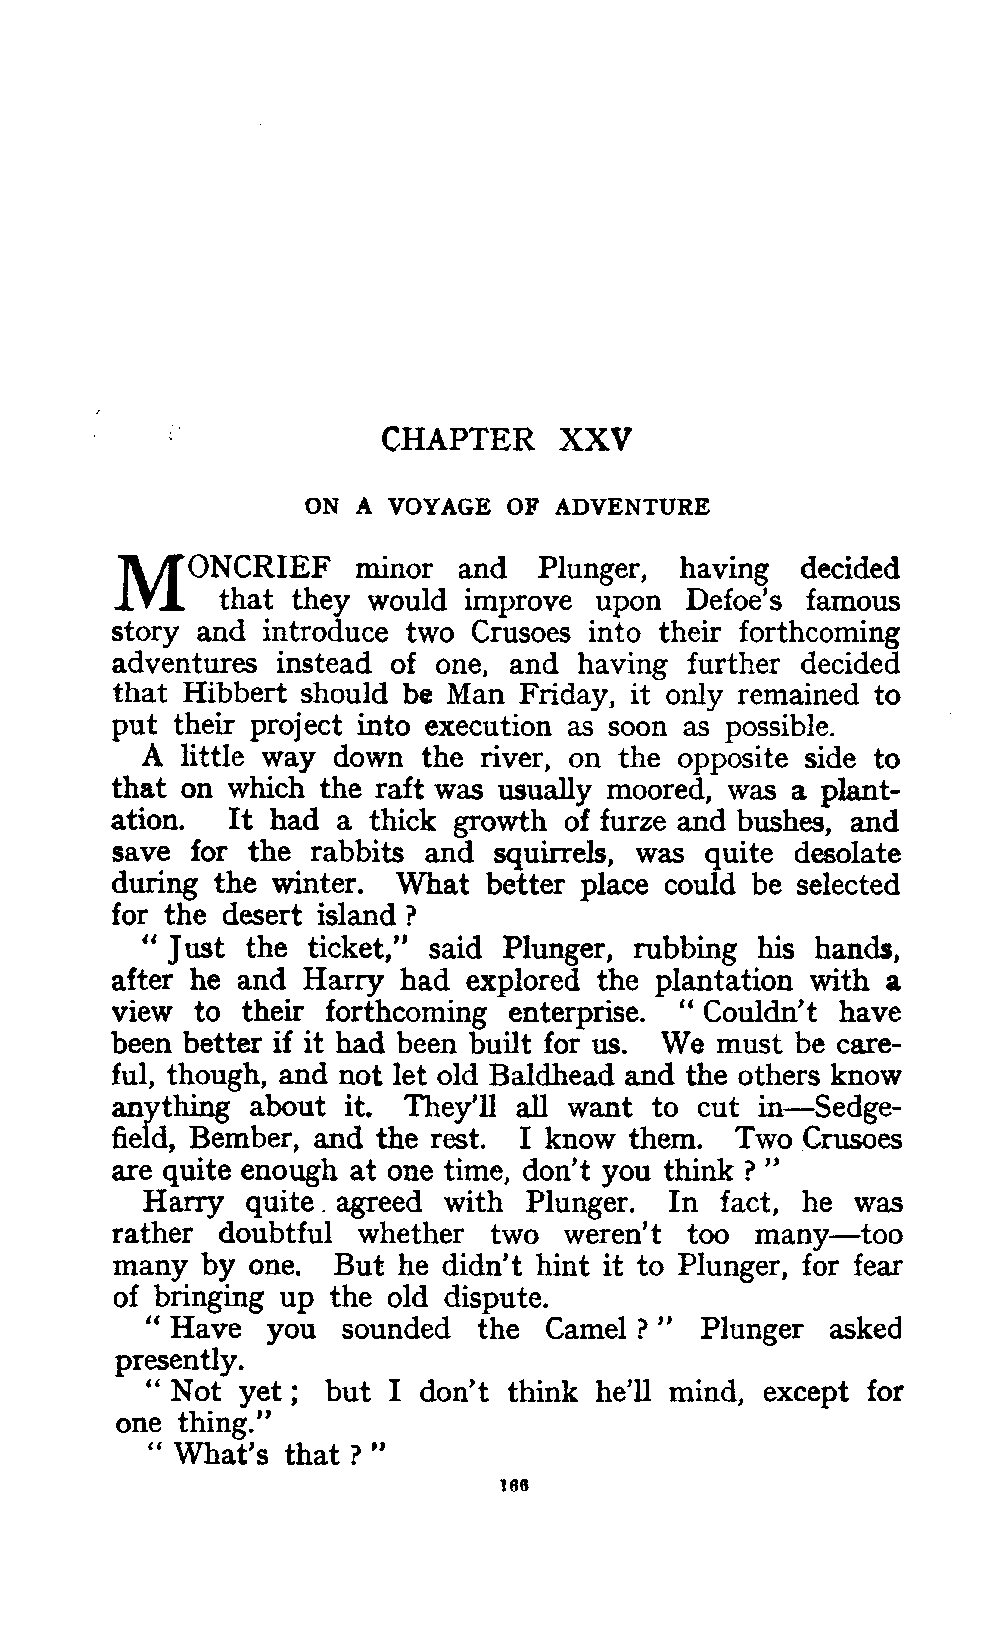 CHAPTER XXV
ON A VOYAGE OF ADVENTURE
MONCRIEF minor and Plunger, having decided
that they would improve upon Defoe's famous
story and introduce two Crusoes into their forthcoming
adventures instead of one, and having further decided
that Hibbert should be Man Friday, it only remained to
put their project into execution as soon as possible.
A little way down the river, on the opposite side to
that on which the raft was usually moored, was a plant-
ation. It had a thick growth of furze and bushes, and
save for the rabbits and squirrels, was quite desolate
during the winter. What better place could be selected
for the desert island ?
“ Just the ticket,” said Plunger, rubbing his hands,
after he and Harry had explored the plantation with a
view to their forthcoming enterprise. “ Couldn't have
been better if it had been built for us. We must be care-
ful, though, and not let old Baldhead and the others know
anything about it. They'll all want to cut in—Sedge-
field, Bember, and the rest. I know them. Two Crusoes
are quite enough at one time, don't you think ? ”
Harry quite agreed with Plunger. In fact, he was
rather doubtful whether two weren't too many—too
many by one. But he didn't hint it to Plunger, for fear
of bringing up the old dispute.
“ Have you sounded the Camel ? ” Plunger asked
presently.
“ Not yet ; but I don't think he'll mind, except for
one thing.”
“ What's that ? ”
166